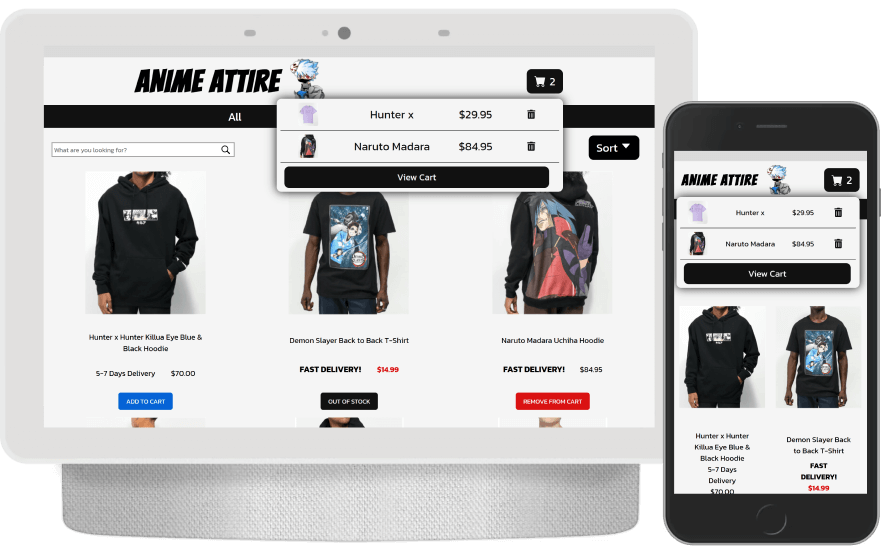 ANIME ATTIRE
2
All
Hunter x $29.95
Naruto Madara $84.95
View Cart
What are you looking for?
Sort
Hunter x Hunter Killua Eye Blue &
Black Hoodie
5-7 Days Delivery $70.00
ADD TO CART
Demon Slayer Back to Back T-Shirt
FAST DELIVERY! $14.99
OUT OF STOCK
Naruto Madara Uchiha Hoodie
FAST DELIVERY! $84.95
REMOVE FROM CART
ANIME ATTIRE
2
Hunter x $29.95
Naruto Madara $84.95
View Cart
Hunter x Hunter
Killua Eye Blue &
Black Hoodie
5-7 Days
Delivery
$70.00
Demon Slayer Back
to Back T-Shirt
FAST
DELIVERY!
$14.99